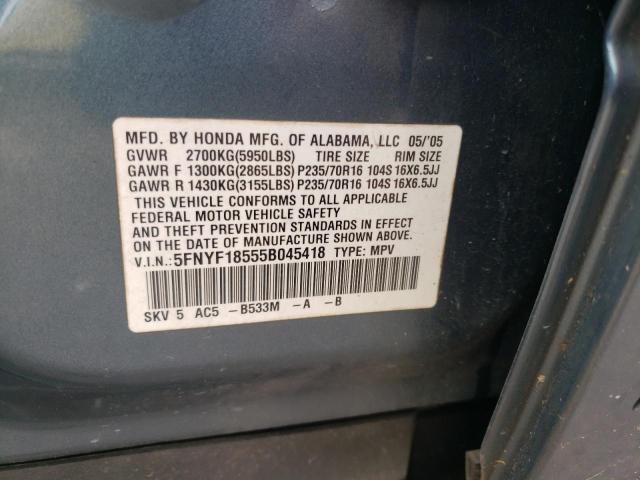 MFD. BY HONDA MFG. OF ALABAMA, LLC 05/'05
GVWR 2700KG(5950LBS) TIRE SIZE RIM SIZE
GAWR F 1300KG(2865LBS) P235/70R16 104S 16X6.5JJ
GAWR R 1430KG(3155LBS) P235/70R16 104S 16X6.5JJ
THIS VEHICLE CONFORMS TO ALL APPLICABLE
FEDERAL MOTOR VEHICLE SAFETY
AND THEFT PREVENTION STANDARDS IN EFFECT
ON THE DATE OF MANUFACTURE SHOWN ABOVE.
V.I.N.: 5FNYF18555B045418 TYPE: MPV
SKV 5 AC5 -B533M -A -B